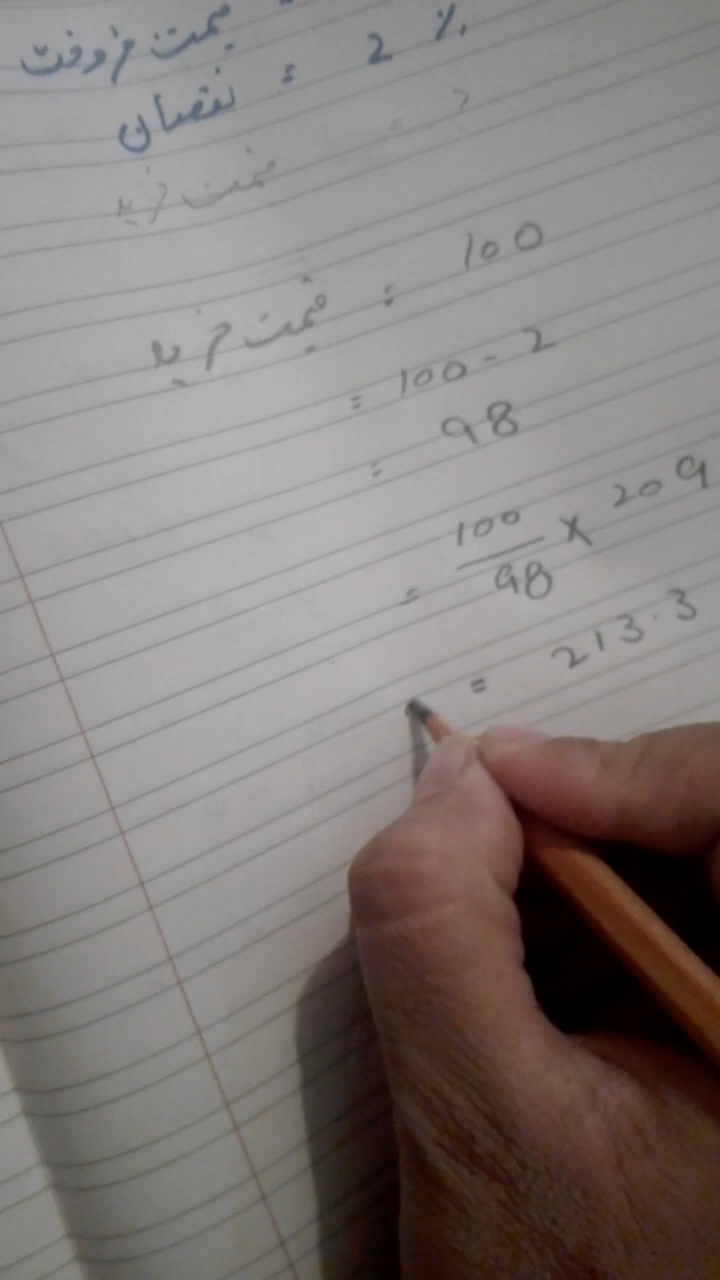 قیمت فروخت :
نقصان : 2 %
قیمت خرید = ?
قیمت خرید : 100
= 100 - 2
= 98
= 100/98 × 209
= 213.3